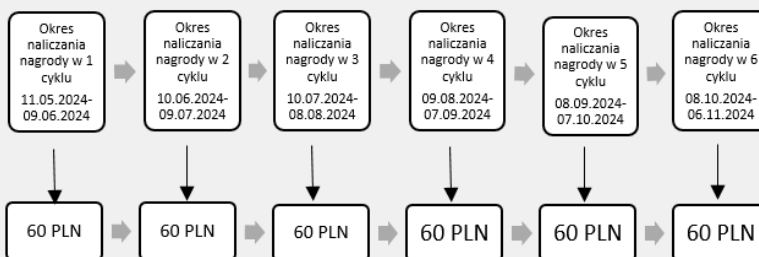 Okres
naliczania
nagrody w 1
cyklu
11.05.2024-
09.06.2024
Okres
naliczania
nagrody w 2
cyklu
10.06.2024-
09.07.2024
Okres
naliczania
nagrody w 3
cyklu
10.07.2024-
08.08.2024
Okres
naliczania
nagrody w 4
cyklu
09.08.2024-
07.09.2024
Okres
naliczania
nagrody w 5
cyklu
08.09.2024-
07.10.2024
Okres
naliczania
nagrody w 6
cyklu
08.10.2024-
06.11.2024
60 PLN
60 PLN
60 PLN
60 PLN
60 PLN
60 PLN